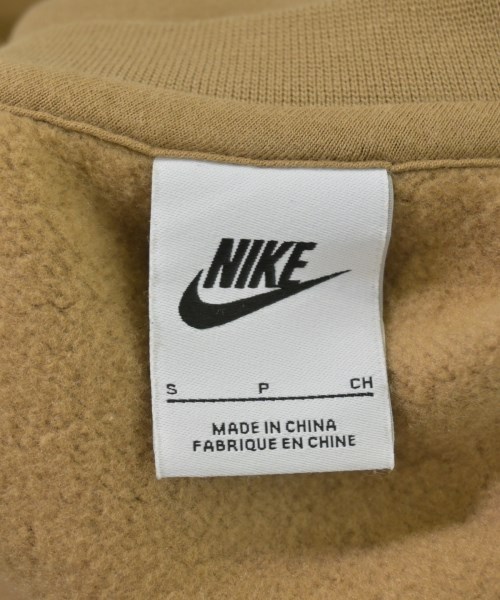 NIKE
S P CH
MADE IN CHINA
FABRIQUE EN CHINE